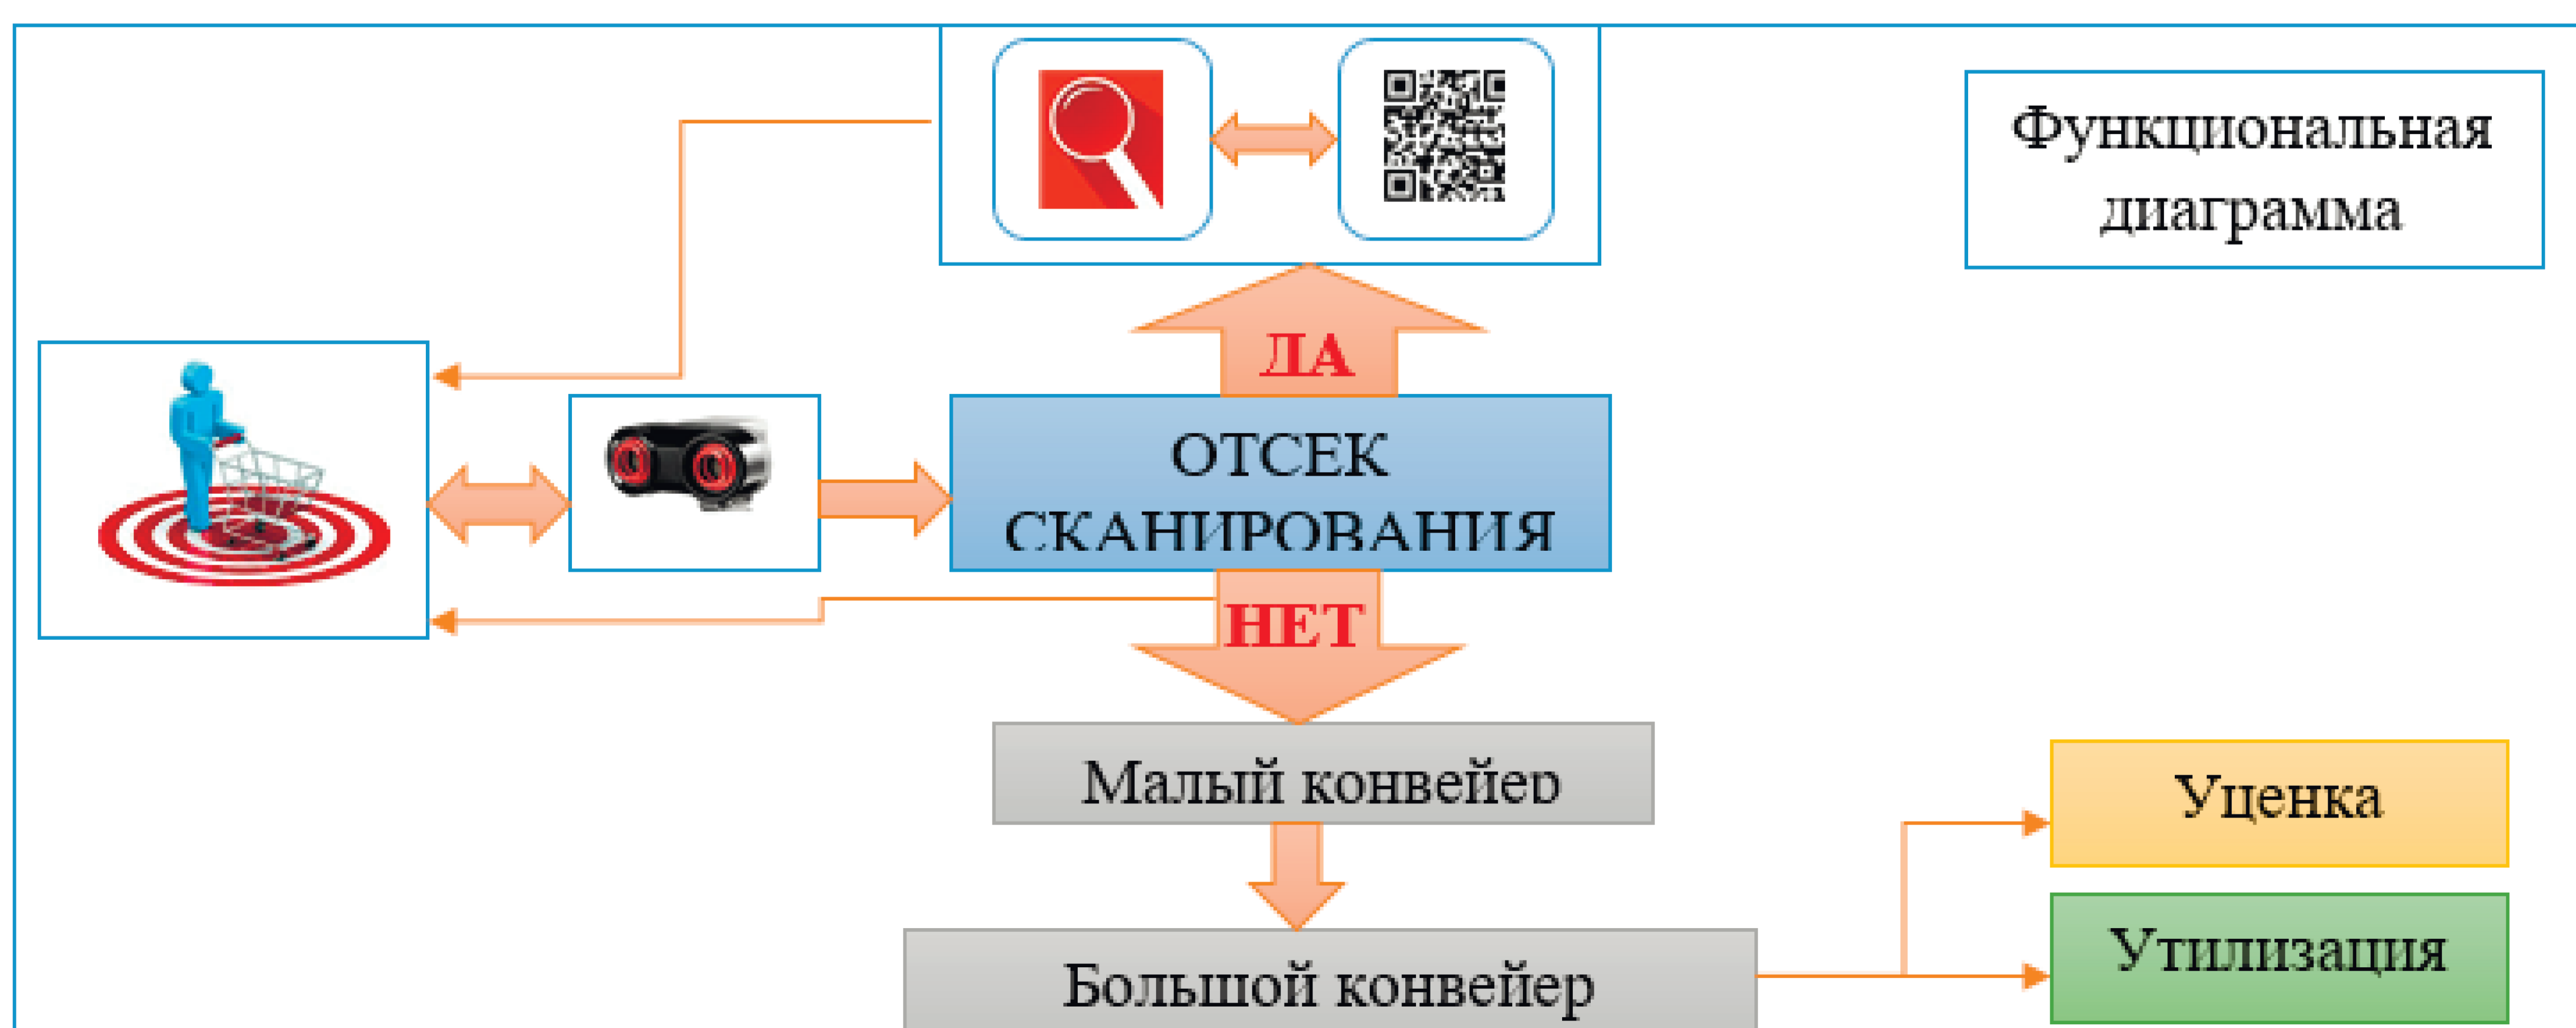 Функциональная
диаграмма
ДА
ОТСЕК
СКАНИРОВАНИЯ
НЕТ
Малый конвейер
Уценка
Утилизация
Большой конвейер